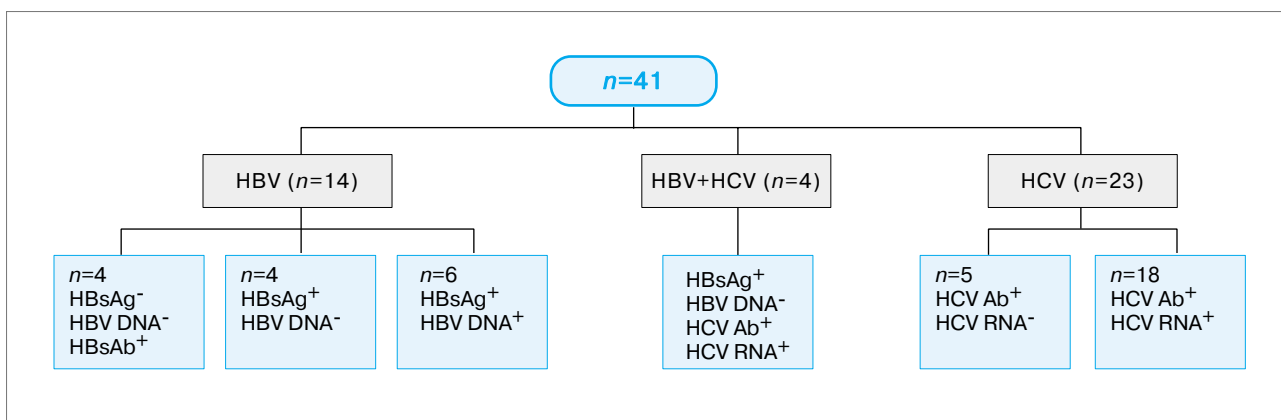 n=41
HBV (n=14)
HBV+HCV (n=4)
HCV (n=23)
n=4
HBsAg⁻
HBV DNA⁻
HBsAb⁺
n=4
HBsAg⁺
HBV DNA⁻
n=6
HBsAg⁺
HBV DNA⁺
HBsAg⁺
HBV DNA⁻
HCV Ab⁺
HCV RNA⁺
n=5
HCV Ab⁺
HCV RNA⁻
n=18
HCV Ab⁺
HCV RNA⁺